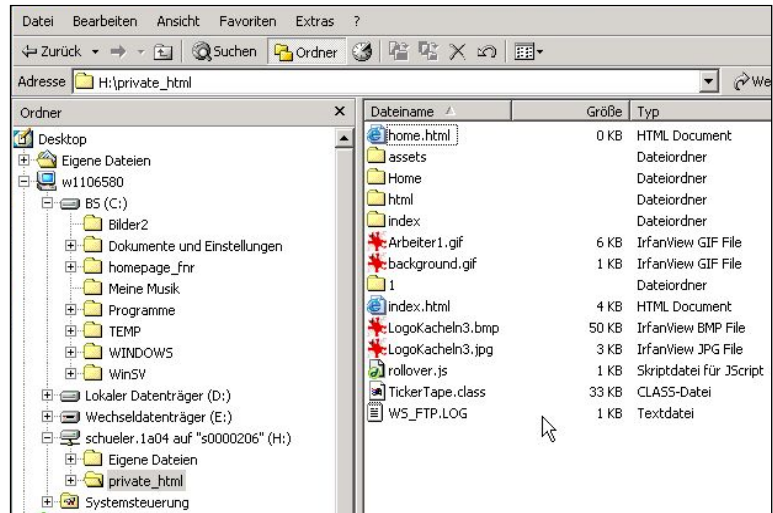 Datei Bearbeiten Ansicht Favoriten Extras ?
Zurück Suchen Ordner
Adresse H:\private_html We
Ordner x
Desktop
Eigene Dateien
w1106580
BS (C:)
Bilder2
Dokumente und Einstellungen
homepage_fnr
Meine Musik
Programme
TEMP
WINDOWS
WinSV
Lokaler Datenträger (D:)
Wechseldatenträger (E:)
schueler.1a04 auf "s0000206" (H:)
Eigene Dateien
private_html
Systemsteuerung
Dateiname Größe Typ
home.html 0 KB HTML Document
assets Dateiordner
Home Dateiordner
html Dateiordner
index Dateiordner
Arbeiter1.gif 6 KB IrfanView GIF File
background.gif 1 KB IrfanView GIF File
1 Dateiordner
index.html 4 KB HTML Document
LogoKacheln3.bmp 50 KB IrfanView BMP File
LogoKacheln3.jpg 3 KB IrfanView JPG File
rollover.js 1 KB Skriptdatei für JScript
TickerTape.class 33 KB CLASS-Datei
WS_FTP.LOG 1 KB Textdatei